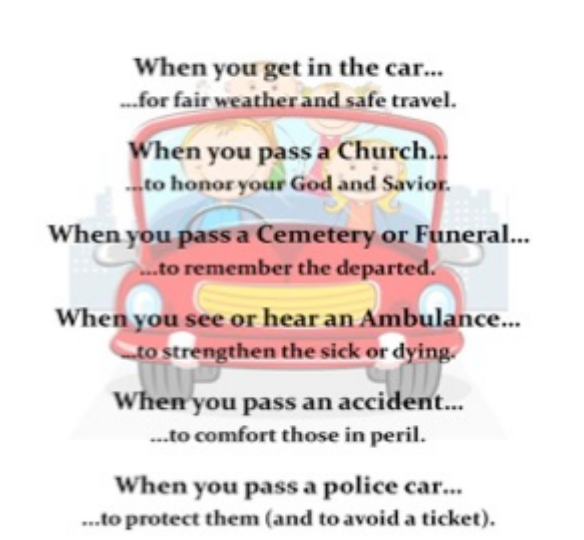 When you get in the car...
...for fair weather and safe travel.
When you pass a Church...
...to honor your God and Savior.
When you pass a Cemetery or Funeral...
...to remember the departed.
When you see or hear an Ambulance...
...to strengthen the sick or dying.
When you pass an accident...
...to comfort those in peril.
When you pass a police car...
...to protect them (and to avoid a ticket).